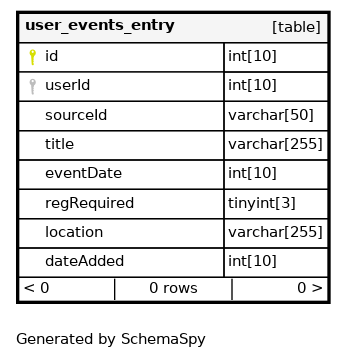 user_events_entry [table]
id int[10]
userId int[10]
sourceId varchar[50]
title varchar[255]
eventDate int[10]
regRequired tinyint[3]
location varchar[255]
dateAdded int[10]
< 0 0 rows 0 >
Generated by SchemaSpy